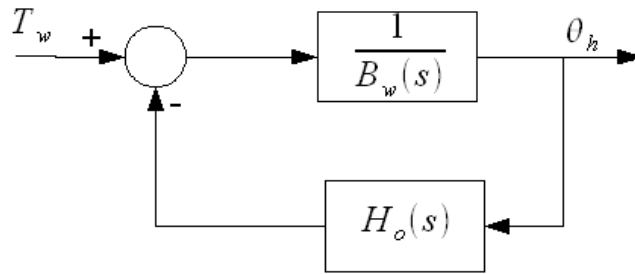 T_w
+
-
1
B_w(s)
θ_h
H_o(s)